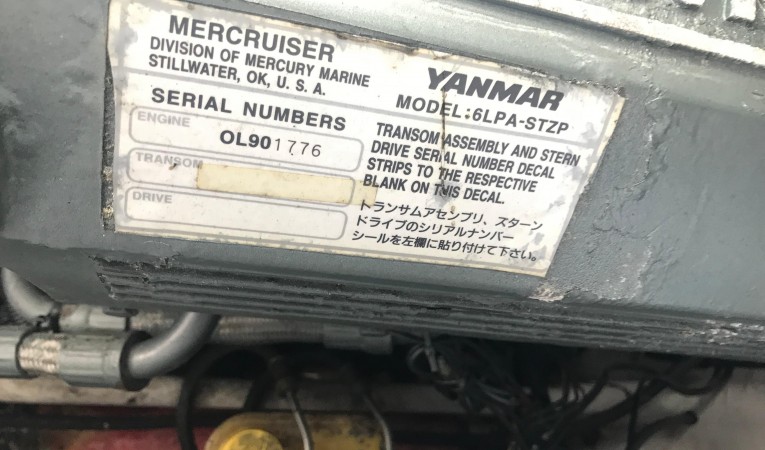 MERCRUISER
DIVISION OF MERCURY MARINE
STILLWATER, OK, U. S. A.
YANMAR
MODEL:6LPA-STZP
SERIAL NUMBERS
ENGINE
OL901776
TRANSOM
DRIVE
TRANSOM ASSEMBLY AND STERN
DRIVE SERIAL NUMBER DECAL
STRIPS TO THE RESPECTIVE
BLANK ON THIS DECAL.
トランサムアセンブリ、スターン
ドライブのシリアルナンバー
シールを左欄に貼り付けて下さい。